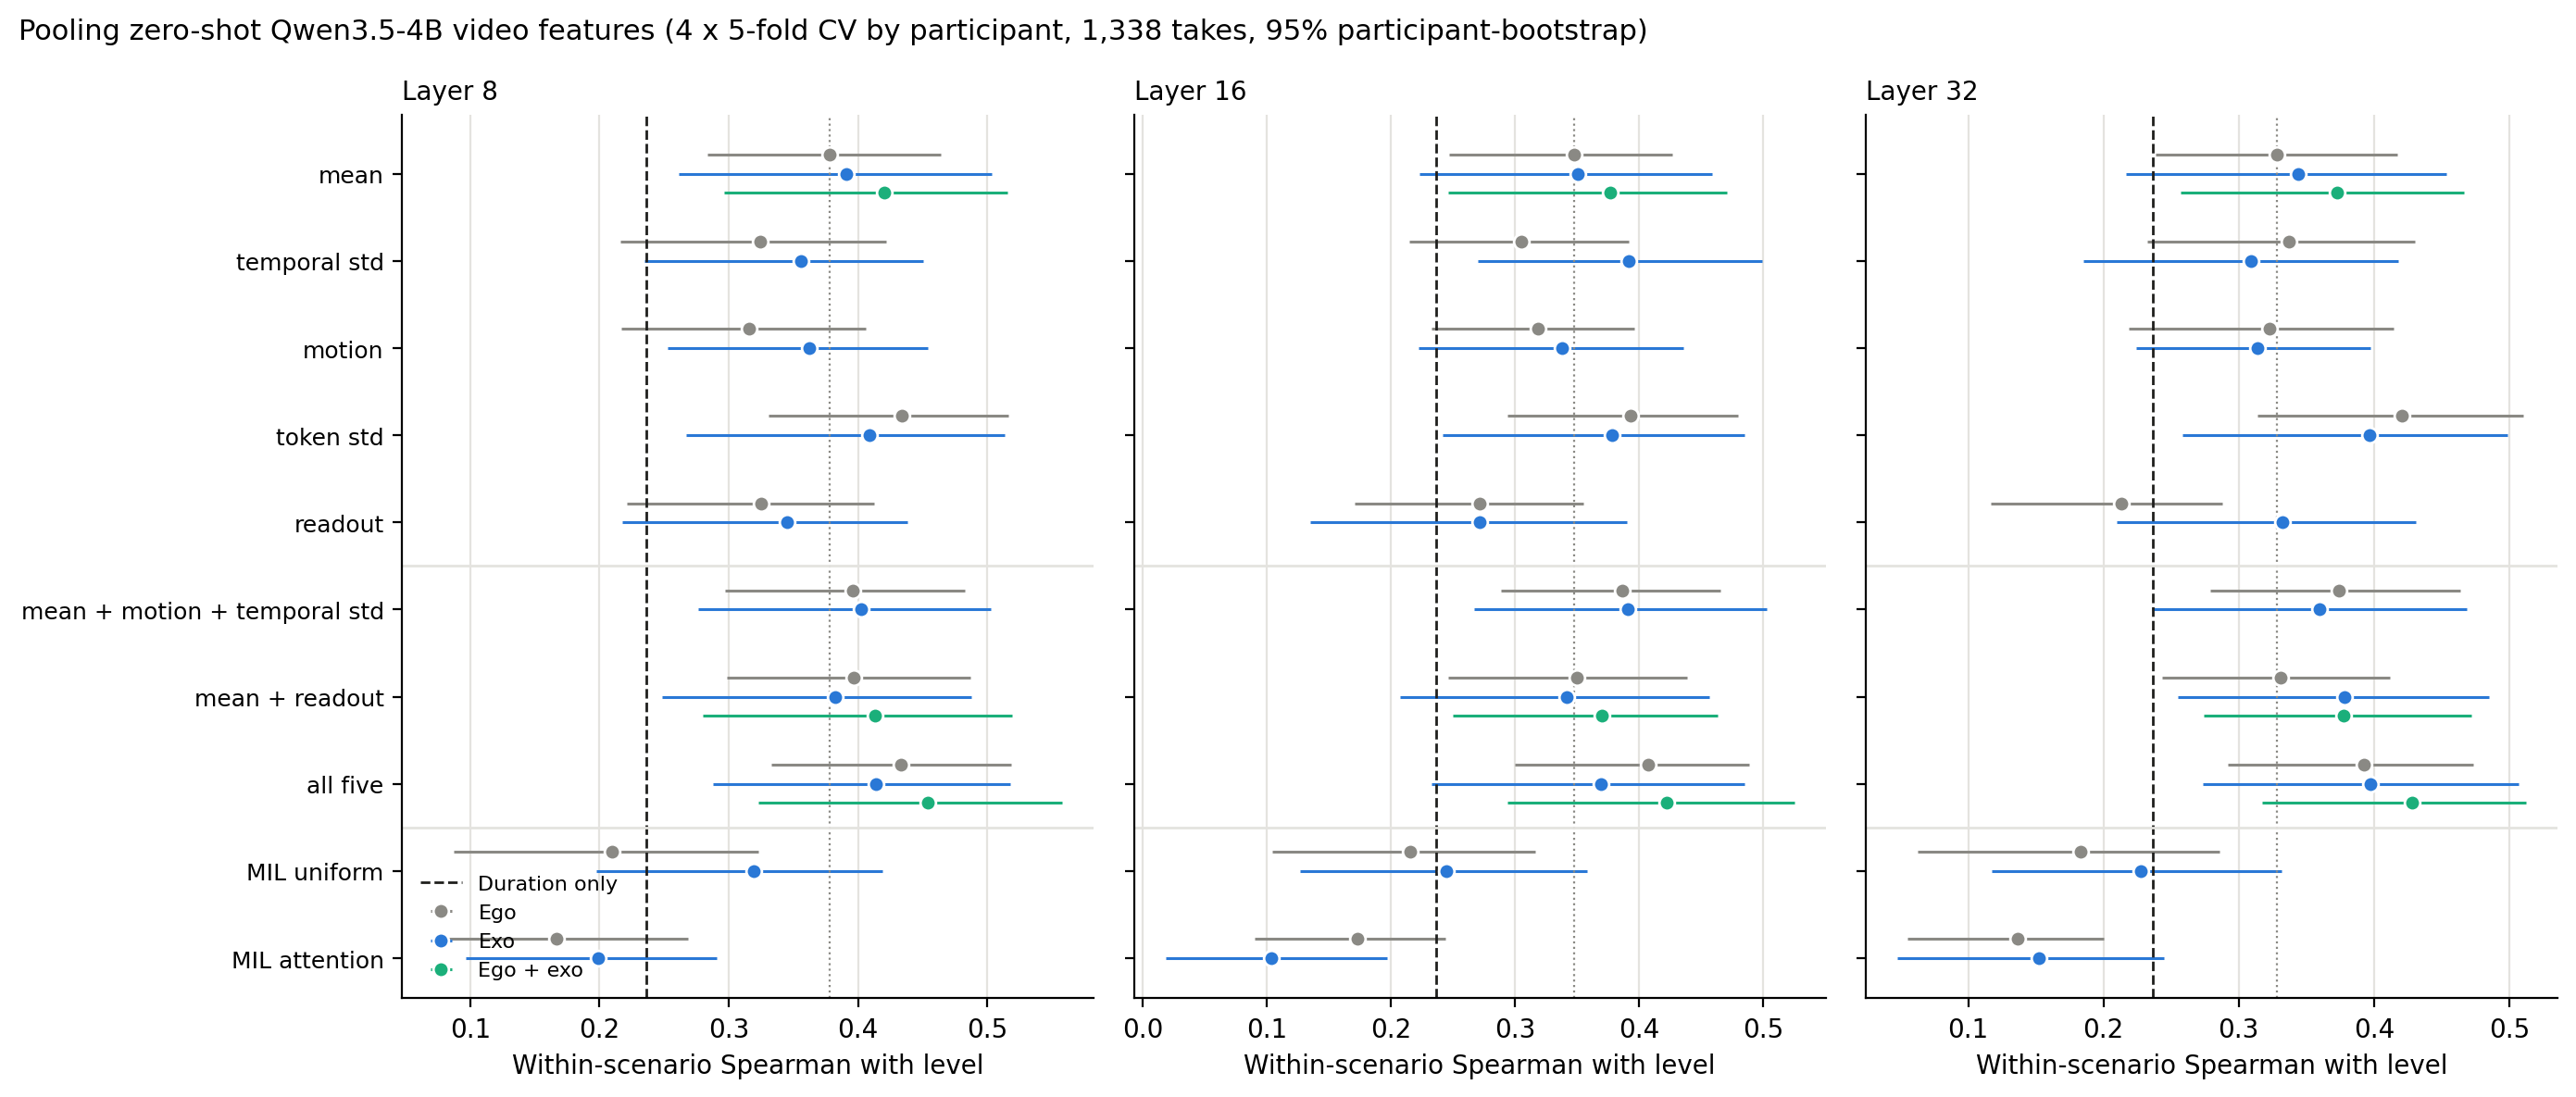 Pooling zero-shot Qwen3.5-4B video features (4 x 5-fold CV by participant, 1,338 takes, 95% participant-bootstrap)
Layer 8
Layer 16
Layer 32
mean
temporal std
motion
token std
readout
mean + motion + temporal std
mean + readout
all five
MIL uniform
MIL attention
Duration only
Ego
Exo
Ego + exo
0.1 0.2 0.3 0.4 0.5
0.0 0.1 0.2 0.3 0.4 0.5
0.1 0.2 0.3 0.4 0.5
Within-scenario Spearman with level
Within-scenario Spearman with level
Within-scenario Spearman with level